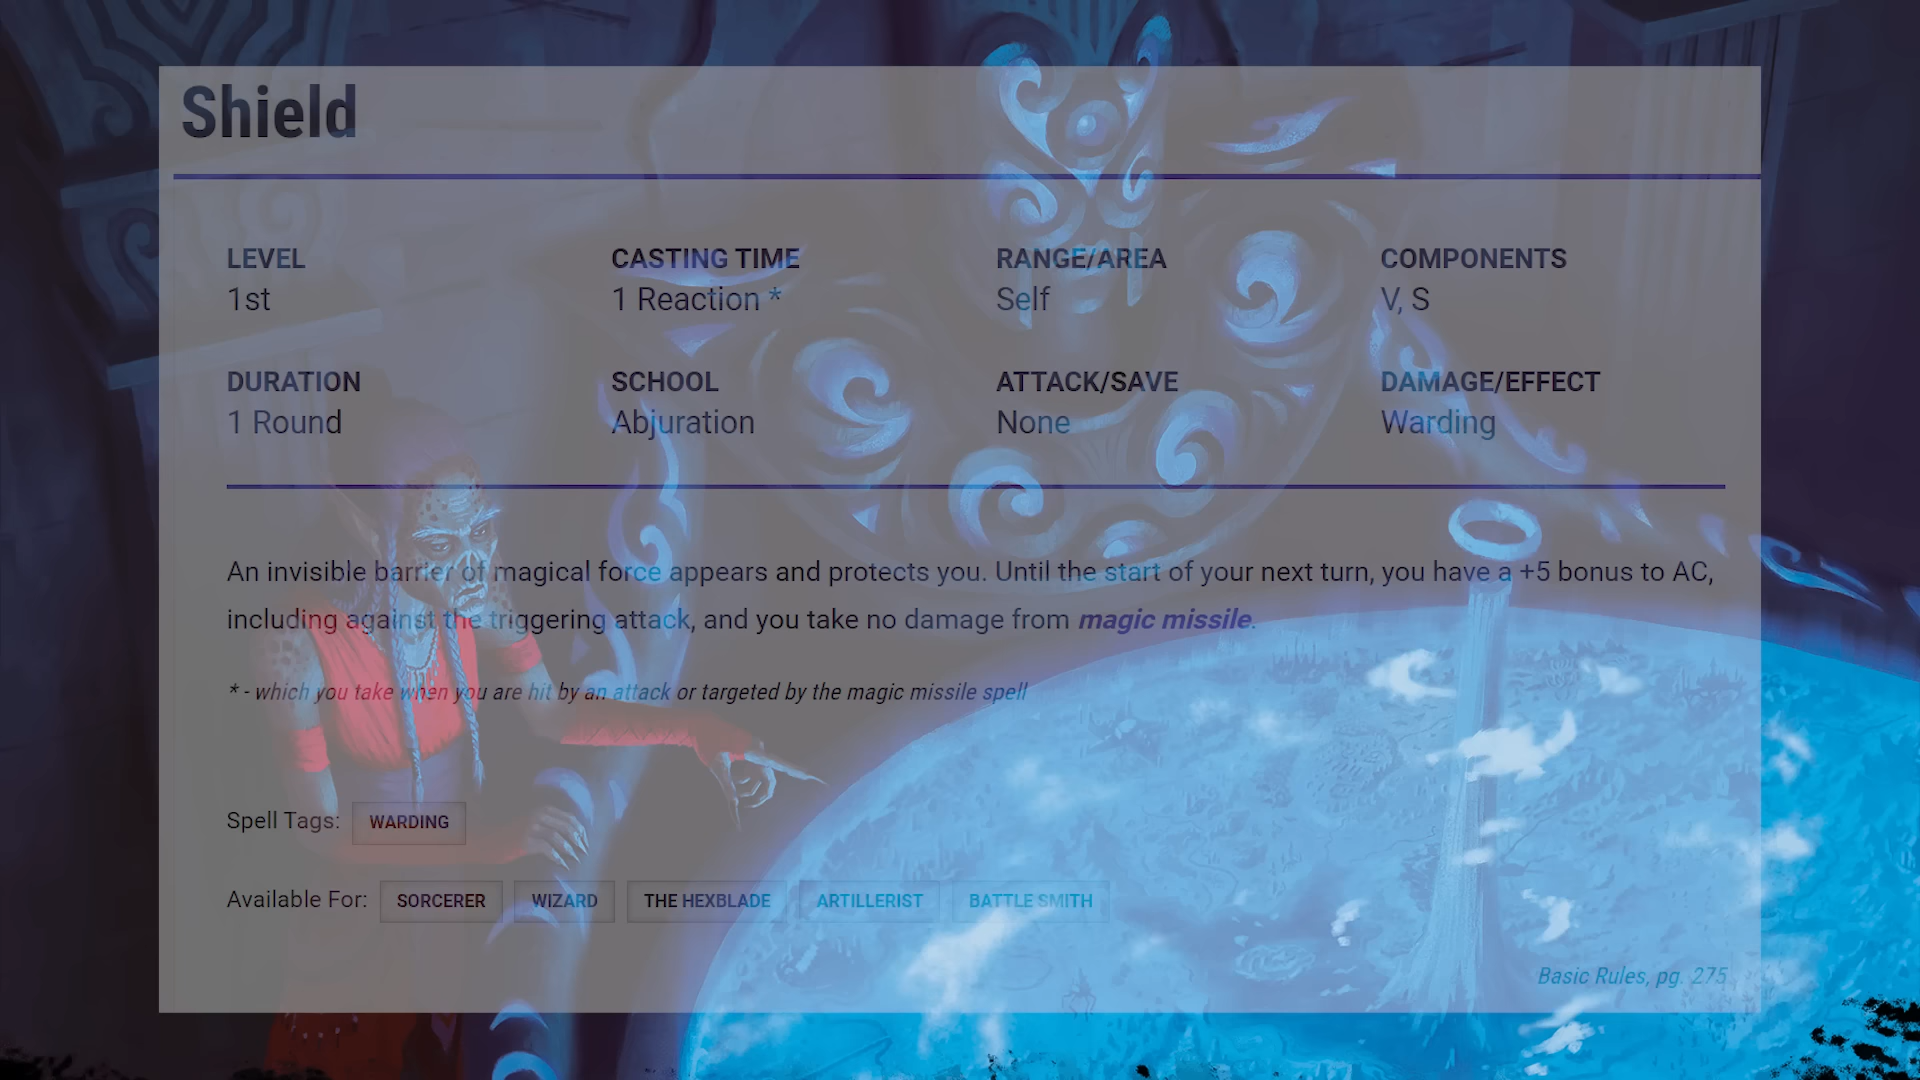 Shield
LEVEL CASTING TIME RANGE/AREA COMPONENTS
1st 1 Reaction * Self V, S
DURATION SCHOOL ATTACK/SAVE DAMAGE/EFFECT
1 Round Abjuration None Warding
An invisible barrier of magical force appears and protects you. Until the start of your next turn, you have a +5 bonus to AC,
including against the triggering attack, and you take no damage from magic missile.
* - which you take when you are hit by an attack or targeted by the magic missile spell
Spell Tags: WARDING
Available For: SORCERER WIZARD THE HEXBLADE ARTILLERIST BATTLE SMITH
Basic Rules, pg. 275